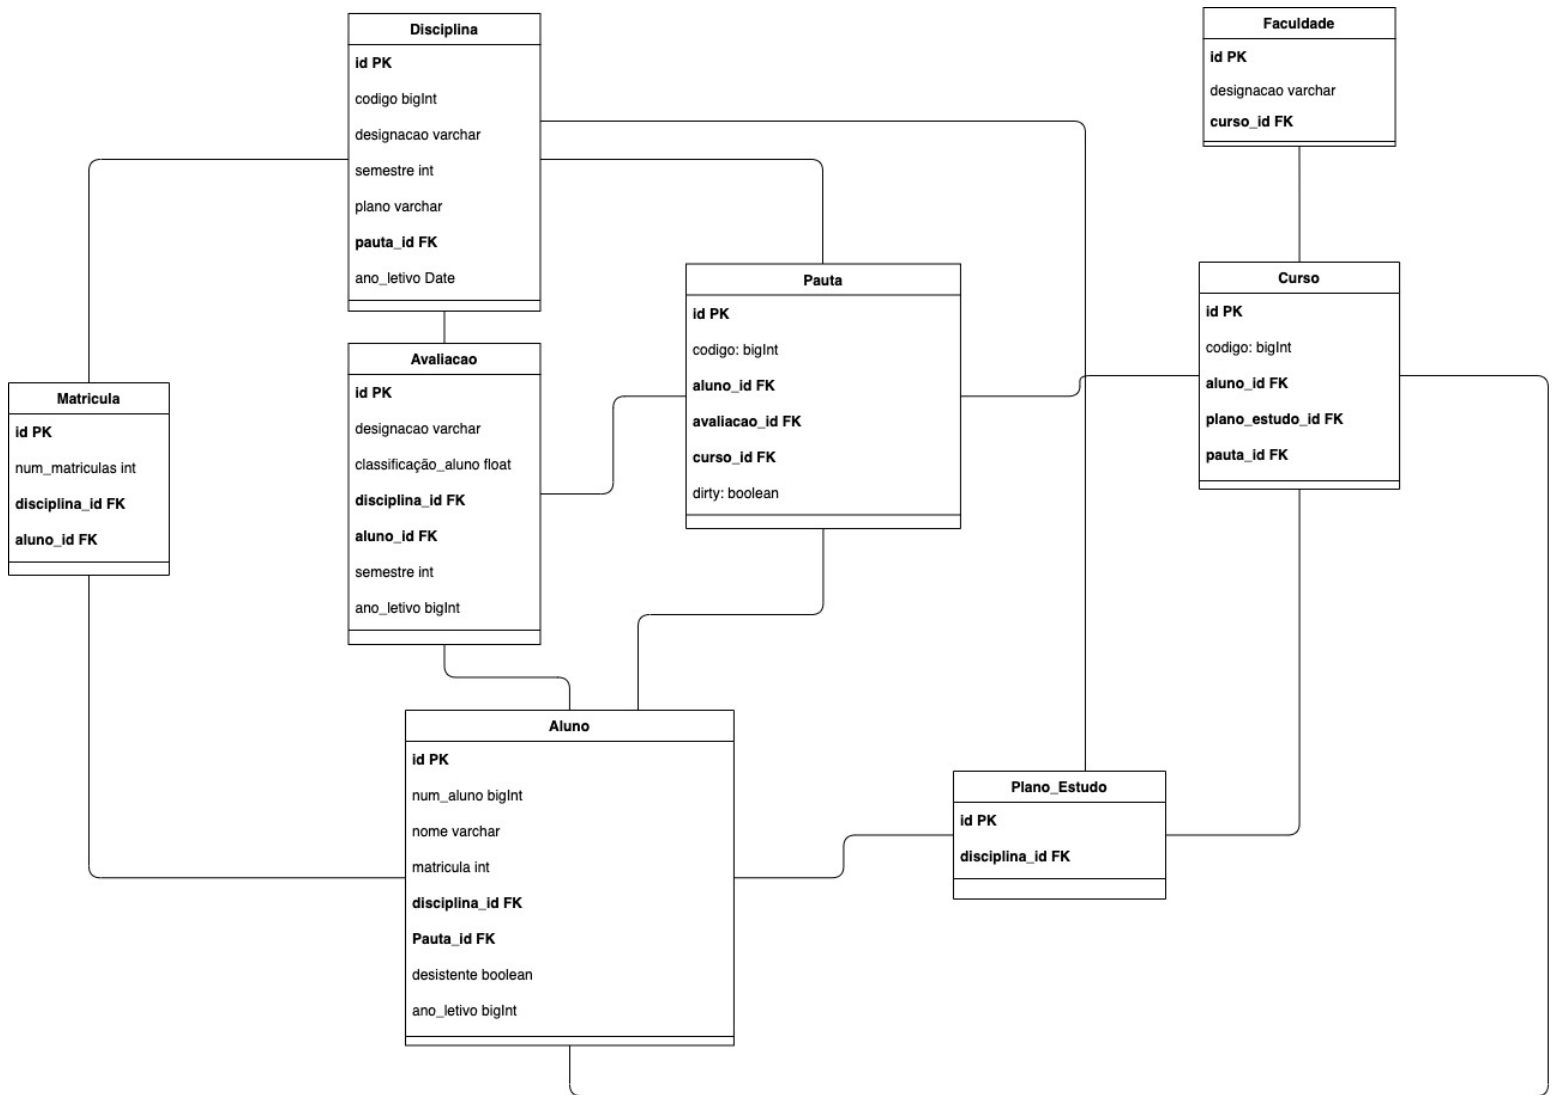 Disciplina
id PK
codigo bigInt
designacao varchar
semestre int
plano varchar
pauta_id FK
ano_letivo Date
Faculdade
id PK
designacao varchar
curso_id FK
Pauta
id PK
codigo: bigInt
aluno_id FK
avaliacao_id FK
curso_id FK
dirty: boolean
Curso
id PK
codigo: bigInt
aluno_id FK
plano_estudo_id FK
pauta_id FK
Avaliacao
id PK
designacao varchar
classificação_aluno float
disciplina_id FK
aluno_id FK
semestre int
ano_letivo bigInt
Matricula
id PK
num_matriculas int
disciplina_id FK
aluno_id FK
Aluno
id PK
num_aluno bigInt
nome varchar
matricula int
disciplina_id FK
Pauta_id FK
desistente boolean
ano_letivo bigInt
Plano_Estudo
id PK
disciplina_id FK